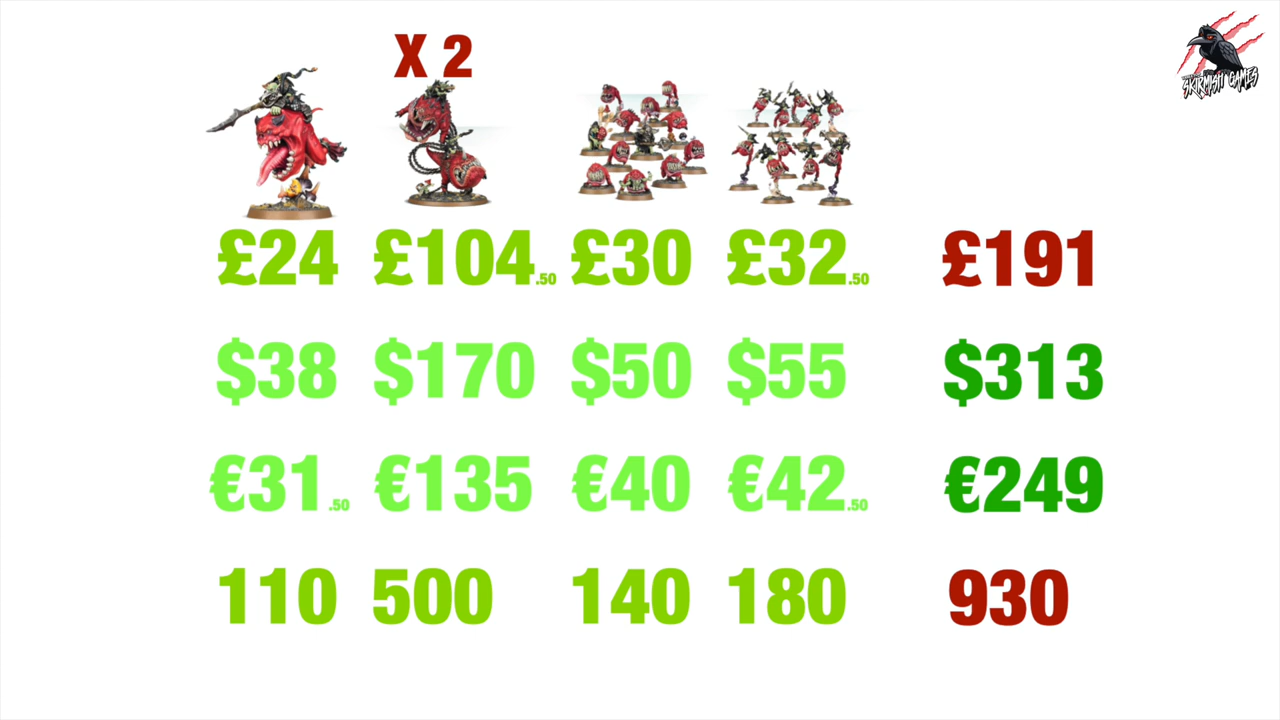 X 2
SKIRMISH GAMES
£24 £104.50 £30 £32.50 £191
$38 $170 $50 $55 $313
€31.50 €135 €40 €42.50 €249
110 500 140 180 930